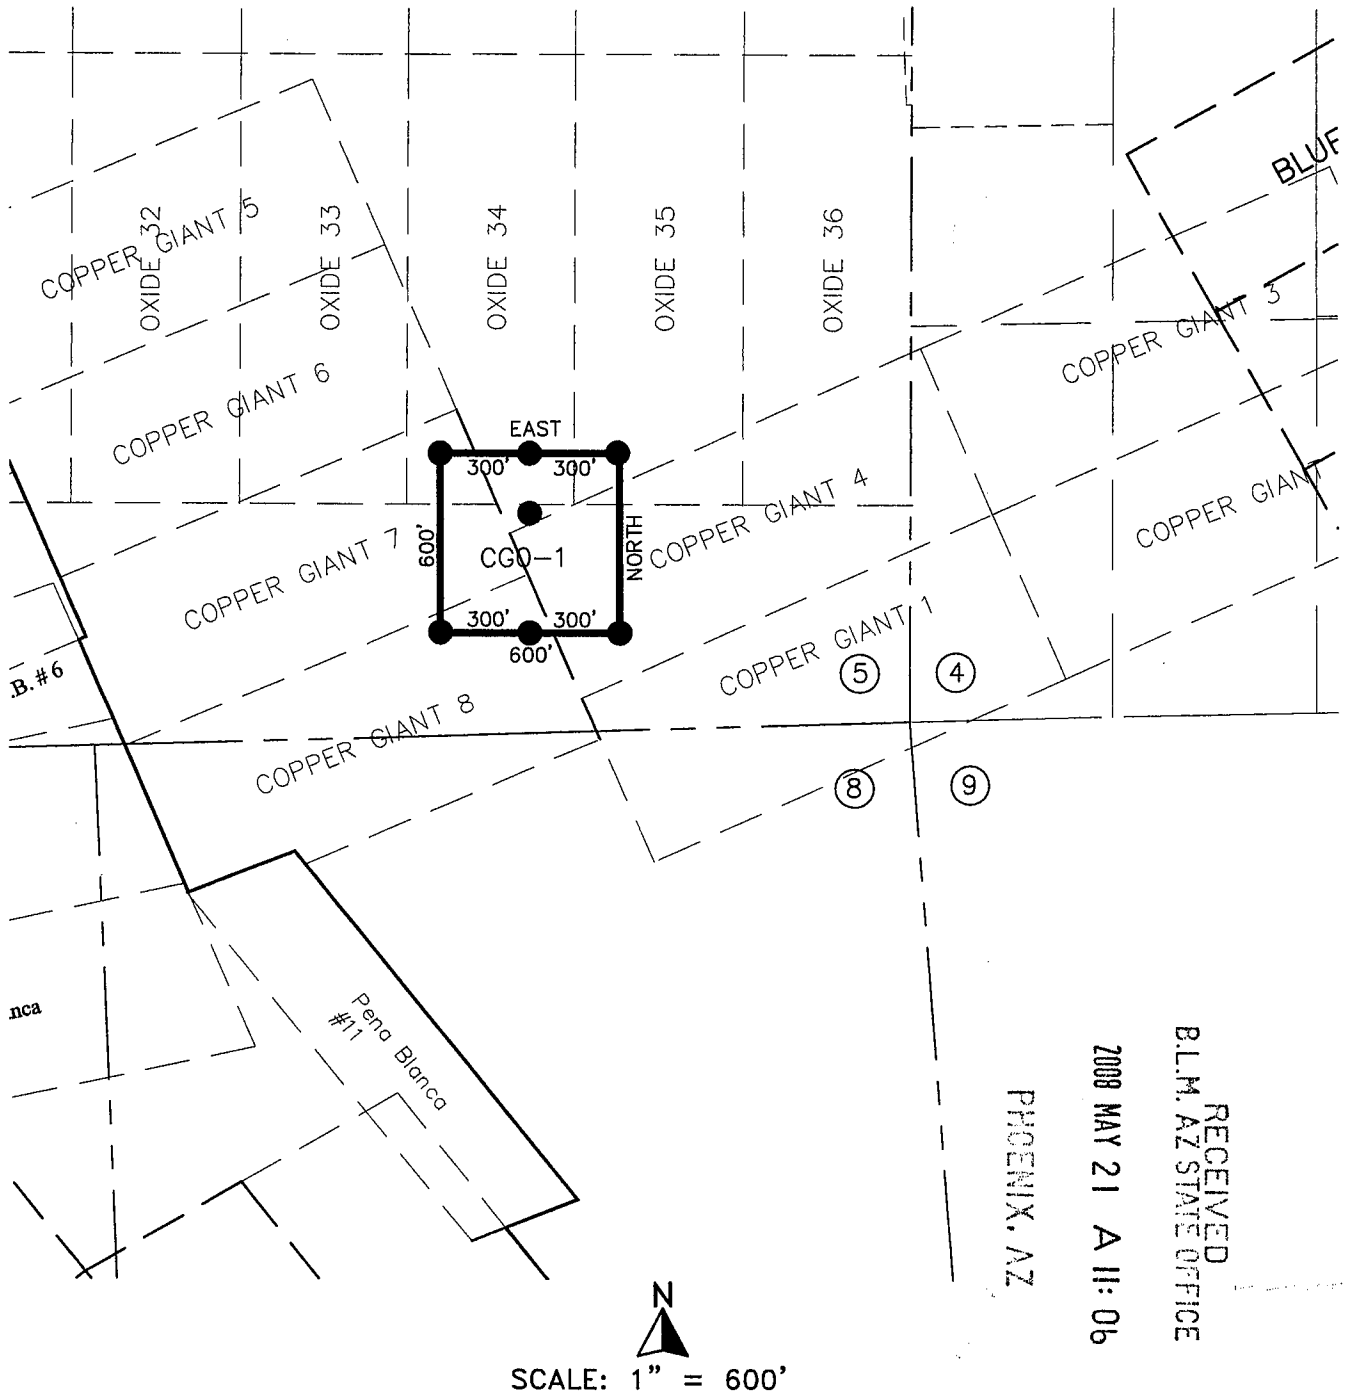 BLUE
OXIDE 32
OXIDE 33
OXIDE 34
OXIDE 35
OXIDE 36
COPPER GIANT 5
COPPER GIANT 3
COPPER GIANT 6
EAST
300' 300'
COPPER GIANT 4
COPPER GIANT
COPPER GIANT 7
600'
CGO-1
NORTH
300' 300'
600'
COPPER GIANT 1
.B. # 6
5 4
COPPER GIANT 8
8 9
nca
Pena Blanca
#11
RECEIVED
B.L.M. AZ STATE OFFICE
2008 MAY 21 A 11: 06
PHOENIX, AZ
N
SCALE: 1" = 600'